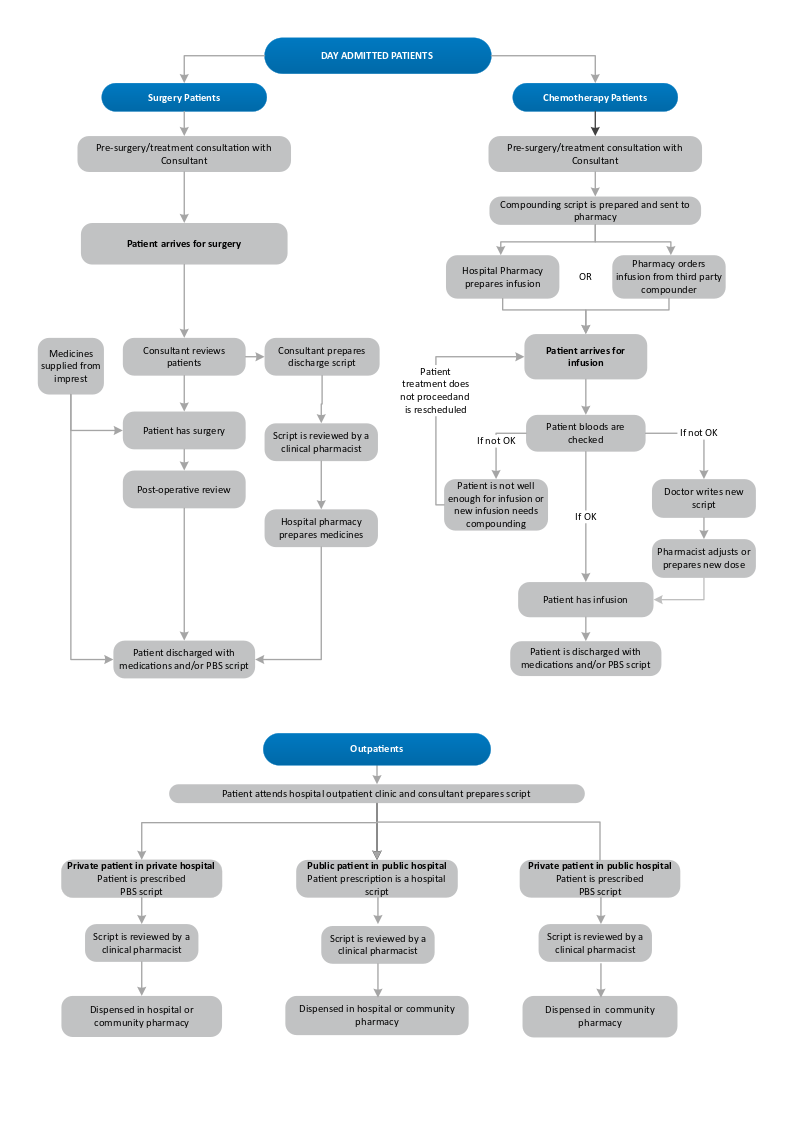 DAY ADMITTED PATIENTS
Surgery Patients
Pre-surgery/treatment consultation with
Consultant
Patient arrives for surgery
Medicines
supplied from
imprest
Consultant reviews
patients
Consultant prepares
discharge script
Patient has surgery
Script is reviewed by a
clinical pharmacist
Post-operative review
Hospital pharmacy
prepares medicines
Patient discharged with
medications and/or PBS script
Chemotherapy Patients
Pre-surgery/treatment consultation with
Consultant
Compounding script is prepared and sent to
pharmacy
Hospital Pharmacy
prepares infusion
OR
Pharmacy orders
infusion from third party
compounder
Patient arrives for
infusion
Patient
treatment does
not proceedand
is rescheduled
Patient bloods are
checked
If not OK
If not OK
Patient is not well
enough for infusion or
new infusion needs
compounding
If OK
Doctor writes new
script
Pharmacist adjusts or
prepares new dose
Patient has infusion
Patient is discharged with
medications and/or PBS script
Outpatients
Patient attends hospital outpatient clinic and consultant prepares script
Private patient in private hospital
Patient is prescribed
PBS script
Script is reviewed by a
clinical pharmacist
Dispensed in hospital or
community pharmacy
Public patient in public hospital
Patient prescription is a hospital
script
Script is reviewed by a
clinical pharmacist
Dispensed in hospital or community
pharmacy
Private patient in public hospital
Patient is prescribed
PBS script
Script is reviewed by a
clinical pharmacist
Dispensed in community
pharmacy